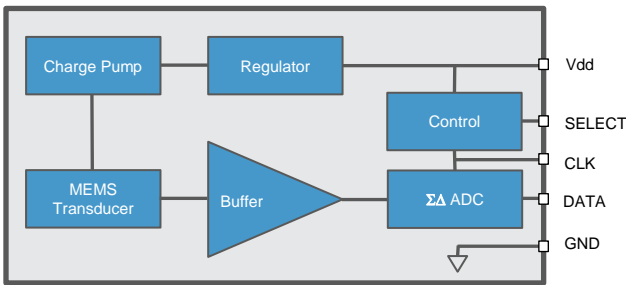 Charge Pump
Regulator
Vdd
Control
SELECT
CLK
MEMS
Transducer
Buffer
ΣΔ ADC
DATA
GND